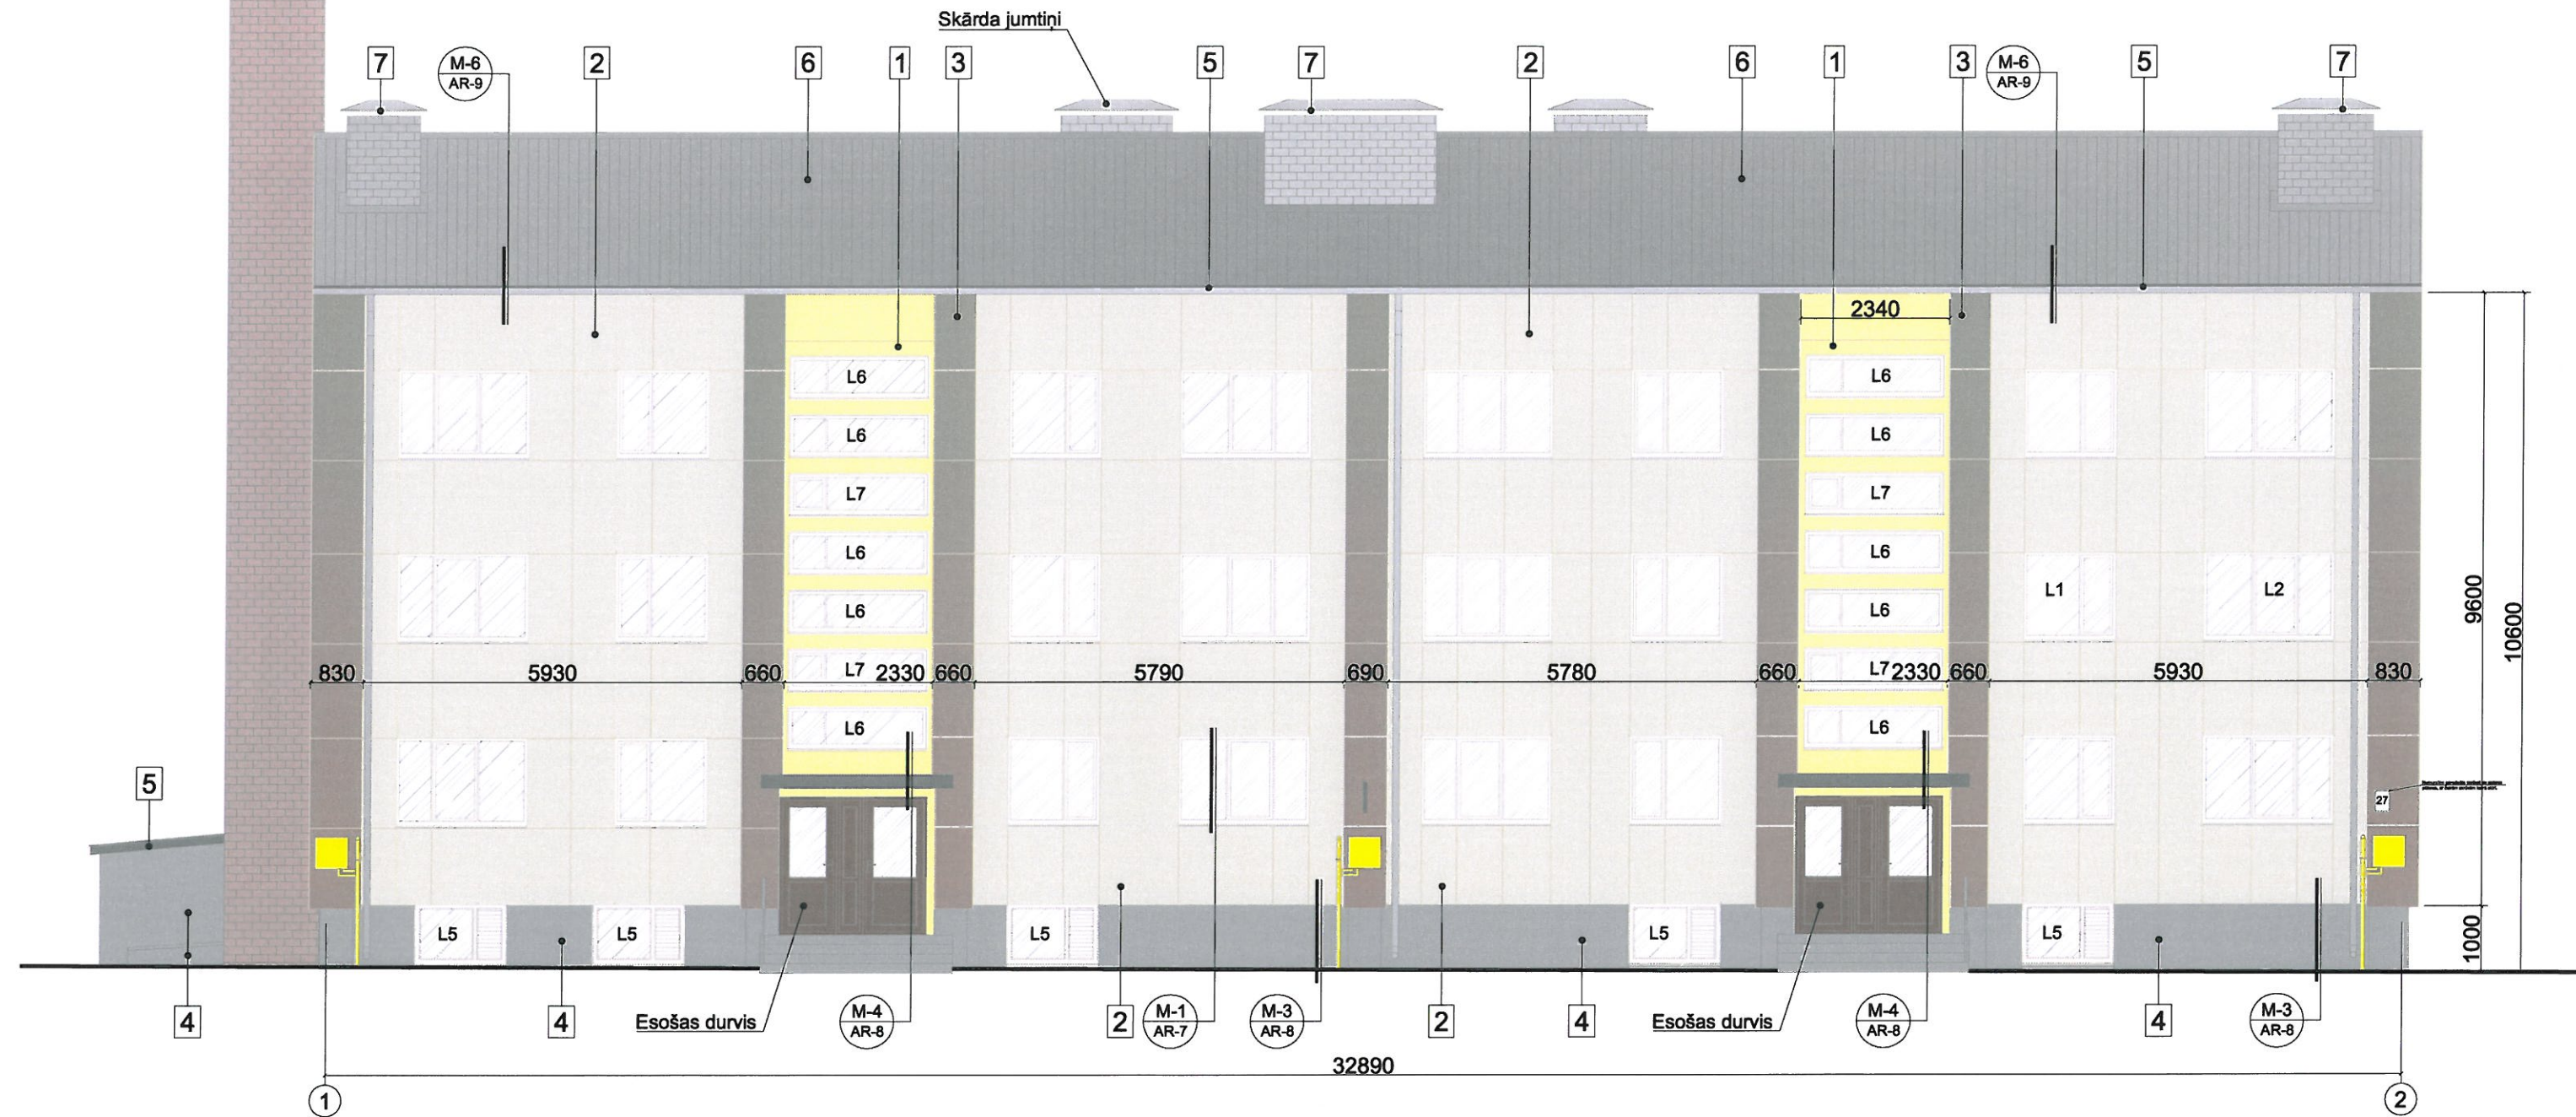 Skārda jumtiņi
7
M-6
AR-9
2
6
1
3
5
7
2
6
1
3
M-6
AR-9
5
7
2340
L6
L6
L6
L6
L7
L7
L6
L6
L6
L6
L1
L2
L7
L7
L6
L6
830
5930
660
2330
660
5790
690
5780
660
2330
660
5930
830
9600
10600
1000
5
27
L5
L5
L5
L5
L5
4
4
Esošas durvis
M-4
AR-8
2
M-1
AR-7
M-3
AR-8
2
4
Esošas durvis
M-4
AR-8
4
M-3
AR-8
32890
1
2